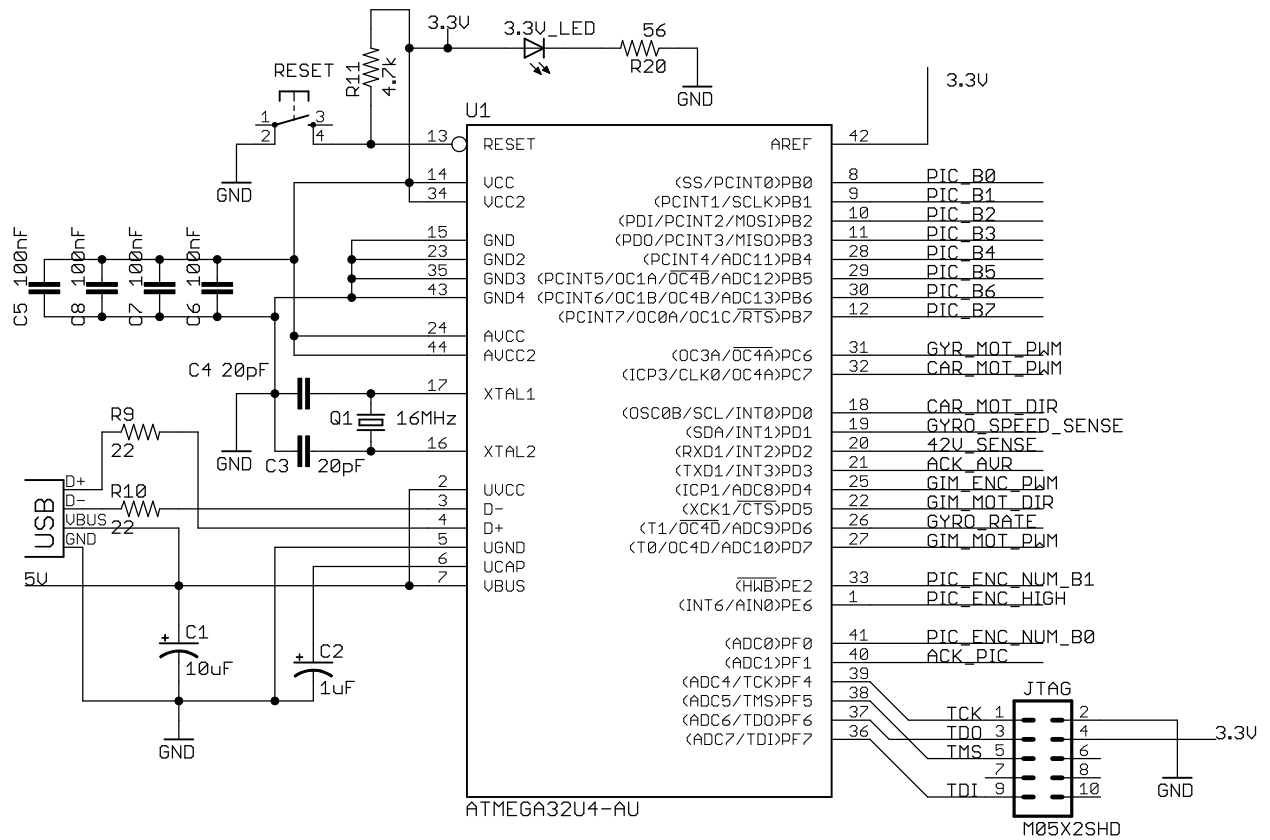 3.3V
3.3V_LED
56
R20
GND
RESET
R11
4.7k
1
3
2
4
GND
U1
3.3V
13 RESET
AREF 42
14 VCC
34 VCC2
15 GND
23 GND2
35 GND3
43 GND4
24 AVCC
44 AVCC2
17 XTAL1
16 XTAL2
2 UVCC
3 D-
4 D+
5 UGND
6 UCAP
7 VBUS
(SS/PCINT0)PB0 8 PIC_B0
(PCINT1/SCLK)PB1 9 PIC_B1
(PDI/PCINT2/MOSI)PB2 10 PIC_B2
(PDO/PCINT3/MISO)PB3 11 PIC_B3
(PCINT4/ADC11)PB4 28 PIC_B4
(PCINT5/OC1A/OC4B/ADC12)PB5 29 PIC_B5
(PCINT6/OC1B/OC4B/ADC13)PB6 30 PIC_B6
(PCINT7/OC0A/OC1C/RTS)PB7 12 PIC_B7
(OC3A/OC4A)PC6 31 GYR_MOT_PWM
(ICP3/CLK0/OC4A)PC7 32 CAR_MOT_PWM
(OSC0B/SCL/INT0)PD0 18 CAR_MOT_DIR
(SDA/INT1)PD1 19 GYRO_SPEED_SENSE
(RXD1/INT2)PD2 20 42V_SENSE
(TXD1/INT3)PD3 21 ACK_AVR
(ICP1/ADC8)PD4 25 GIM_ENC_PWM
(XCK1/CTS)PD5 22 GIM_MOT_DIR
(T1/OC4D/ADC9)PD6 26 GYRO_RATE
(T0/OC4D/ADC10)PD7 27 GIM_MOT_PWM
(HWB)PE2 33 PIC_ENC_NUM_B1
(INT6/AIN0)PE6 1 PIC_ENC_HIGH
(ADC0)PF0 41 PIC_ENC_NUM_B0
(ADC1)PF1 40 ACK_PIC
(ADC4/TCK)PF4 39
(ADC5/TMS)PF5 38
(ADC6/TDO)PF6 37
(ADC7/TDI)PF7 36
ATMEGA32U4-AU
C5 100nF
C8 100nF
C7 100nF
C6 100nF
C4 20pF
Q1 16MHz
C3 20pF
GND
R9
22
R10
22
USB
D+
D-
VBUS
GND
5V
C1
10uF
C2
1uF
GND
JTAG
TCK 1 2
TDO 3 4 3.3V
TMS 5 6
7 8
TDI 9 10
GND
M05X2SHD